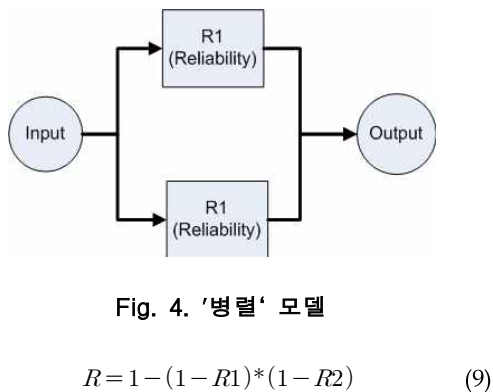 R1
(Reliability)
Input
Output
R1
(Reliability)
Fig. 4. '병렬‘ 모델
R=1-(1-R1)*(1-R2) (9)